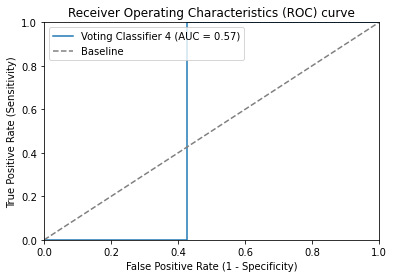 Receiver Operating Characteristics (ROC) curve
Voting Classifier 4 (AUC = 0.57)
Baseline
True Positive Rate (Sensitivity)
1.0
0.8
0.6
0.4
0.2
0.0
0.0 0.2 0.4 0.6 0.8 1.0
False Positive Rate (1 - Specificity)